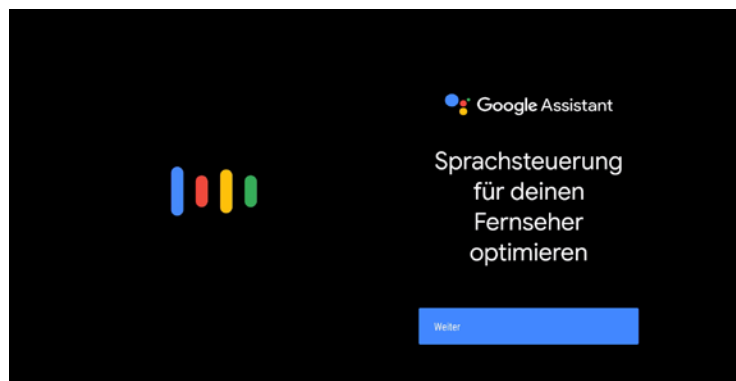 Google Assistant
Sprachsteuerung
für deinen
Fernseher
optimieren
Weiter